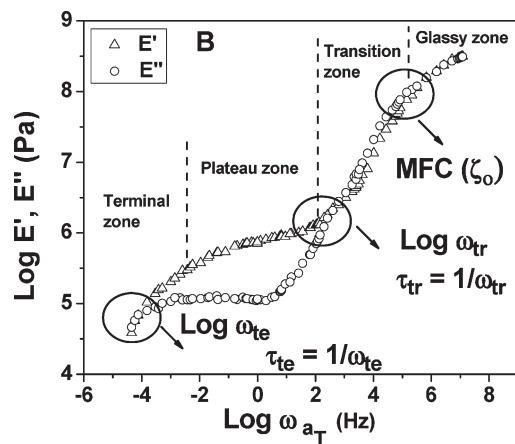 B
E'
E''
Transition zone
Glassy zone
Plateau zone
Terminal zone
MFC (ζo)
Log ωtr
τtr = 1/ωtr
Log ωte
τte = 1/ωte
Log E', E'' (Pa)
9
8
7
6
5
4
-6 -4 -2 0 2 4 6 8
Log ωaT (Hz)